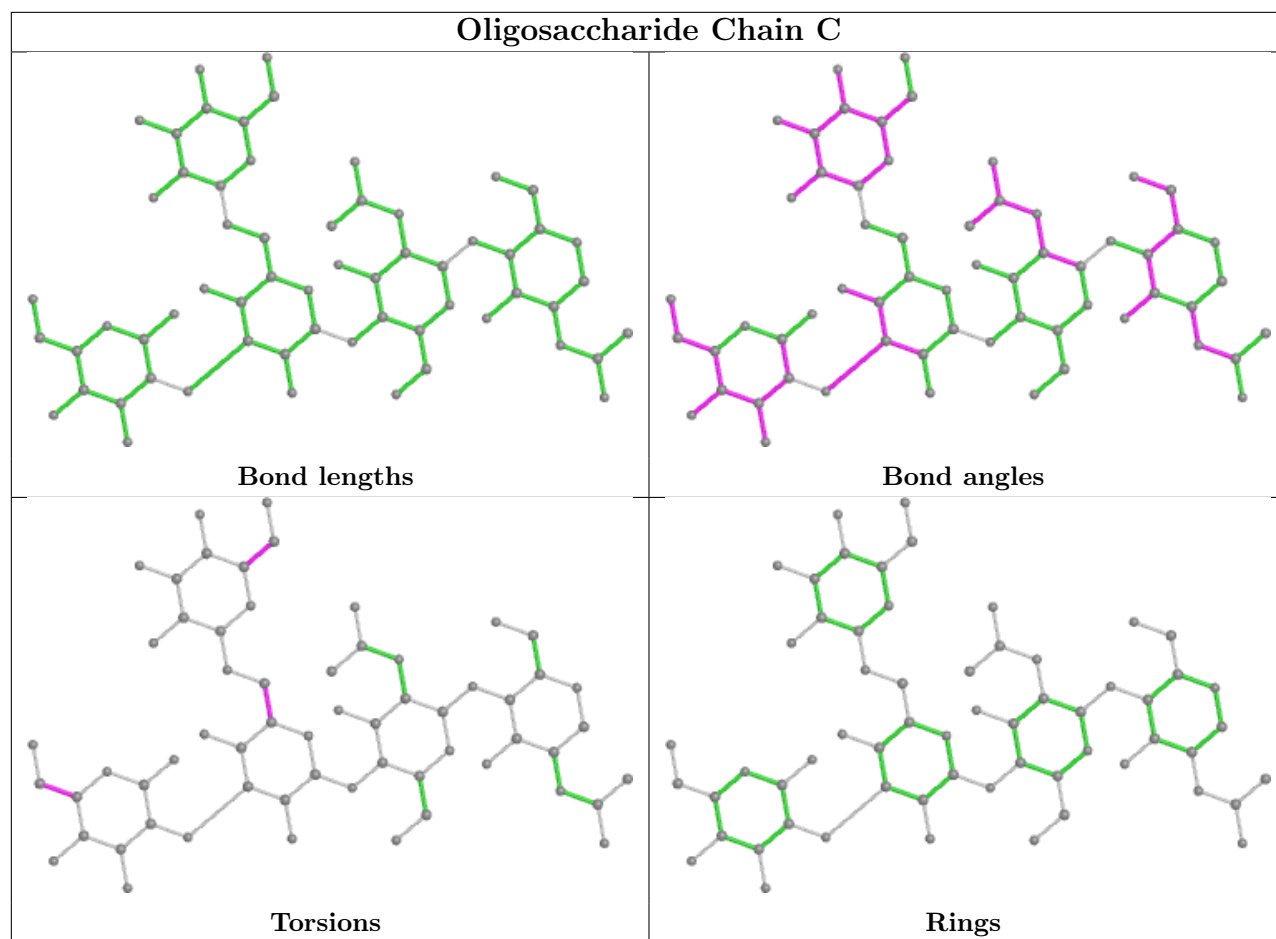 Oligosaccharide Chain C
Bond lengths
Bond angles
Torsions
Rings